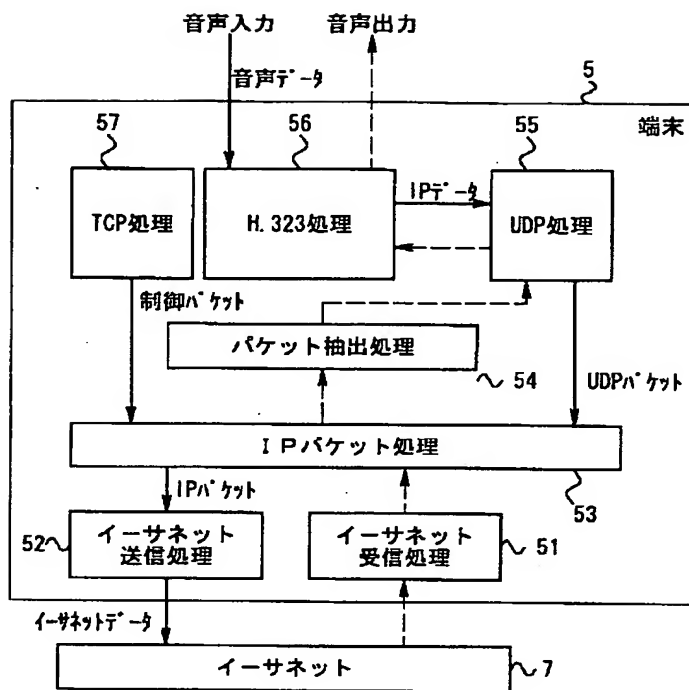 音声入力
音声出力
音声データ
5
端末
57
56
55
TCP処理
H.323処理
IPデータ
UDP処理
制御パケット
パケット抽出処理
54
UDPパケット
IPパケット処理
53
IPパケット
52
イーサネット
送信処理
イーサネット
受信処理
51
イーサネットデータ
イーサネット
7